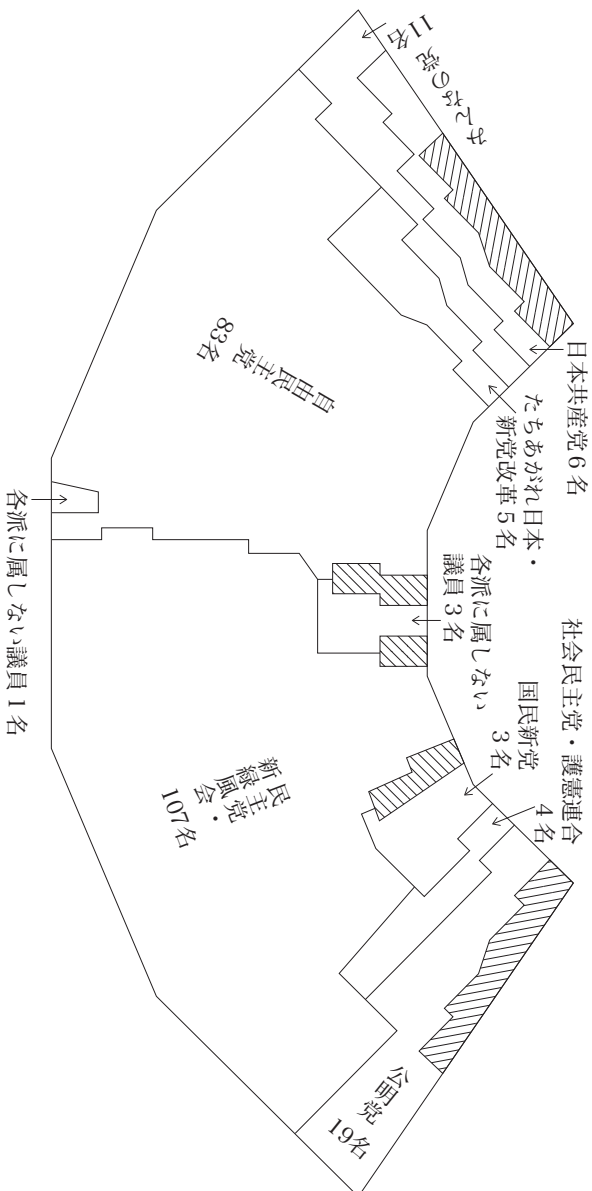 みんなの党
11名
日本共産党6名
たちあがれ日本・
新党改革5名
自由民主党
83名
各派に属しない議員1名
各派に属しない
議員3名
国民新党
3名
社会民主党・護憲連合
4名
民主党・
新緑風会
107名
公明党
19名